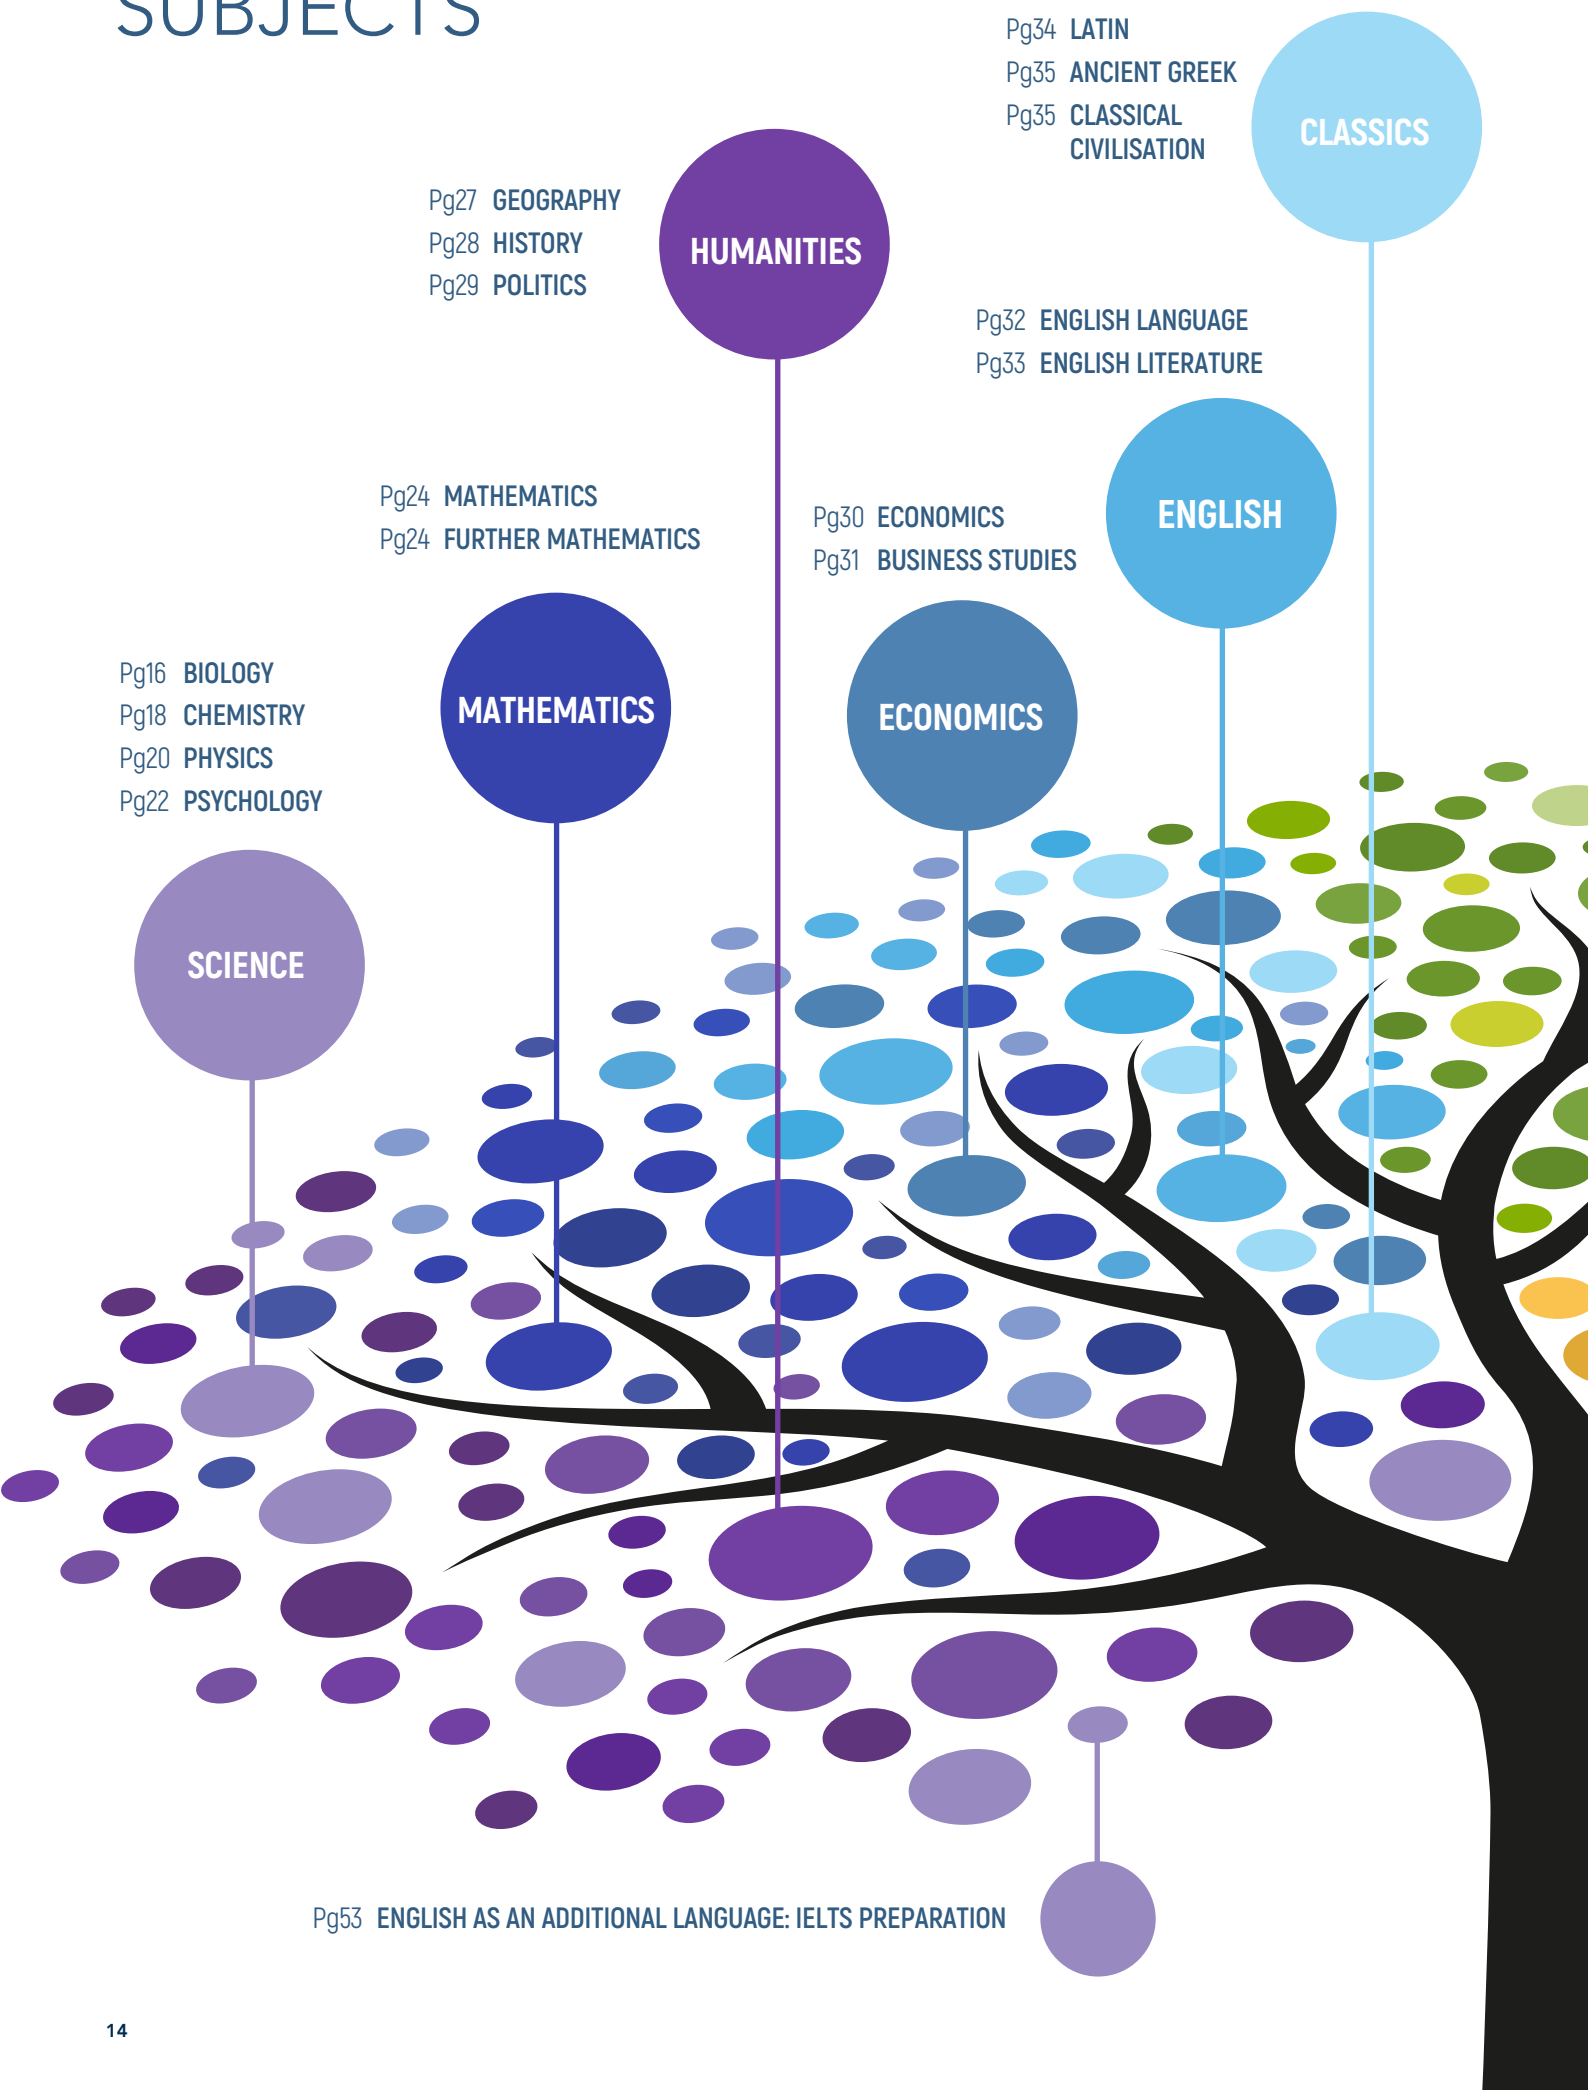 SUBJECTS
Pg34 LATIN
Pg35 ANCIENT GREEK
Pg35 CLASSICAL
CIVILISATION
CLASSICS
Pg27 GEOGRAPHY
Pg28 HISTORY
Pg29 POLITICS
HUMANITIES
Pg32 ENGLISH LANGUAGE
Pg33 ENGLISH LITERATURE
ENGLISH
Pg24 MATHEMATICS
Pg24 FURTHER MATHEMATICS
MATHEMATICS
Pg30 ECONOMICS
Pg31 BUSINESS STUDIES
ECONOMICS
Pg16 BIOLOGY
Pg18 CHEMISTRY
Pg20 PHYSICS
Pg22 PSYCHOLOGY
SCIENCE
Pg53 ENGLISH AS AN ADDITIONAL LANGUAGE: IELTS PREPARATION
14